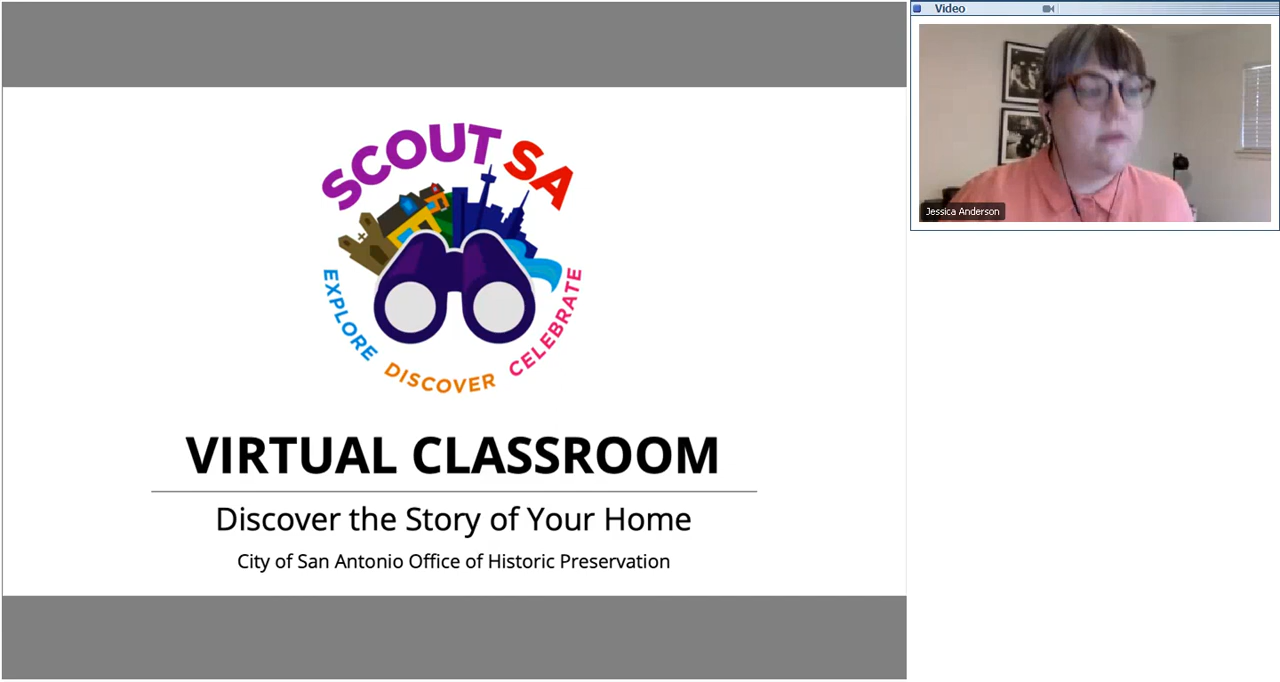 SCOUT SA
EXPLORE DISCOVER CELEBRATE
VIRTUAL CLASSROOM
Discover the Story of Your Home
City of San Antonio Office of Historic Preservation
Video
Jessica Anderson